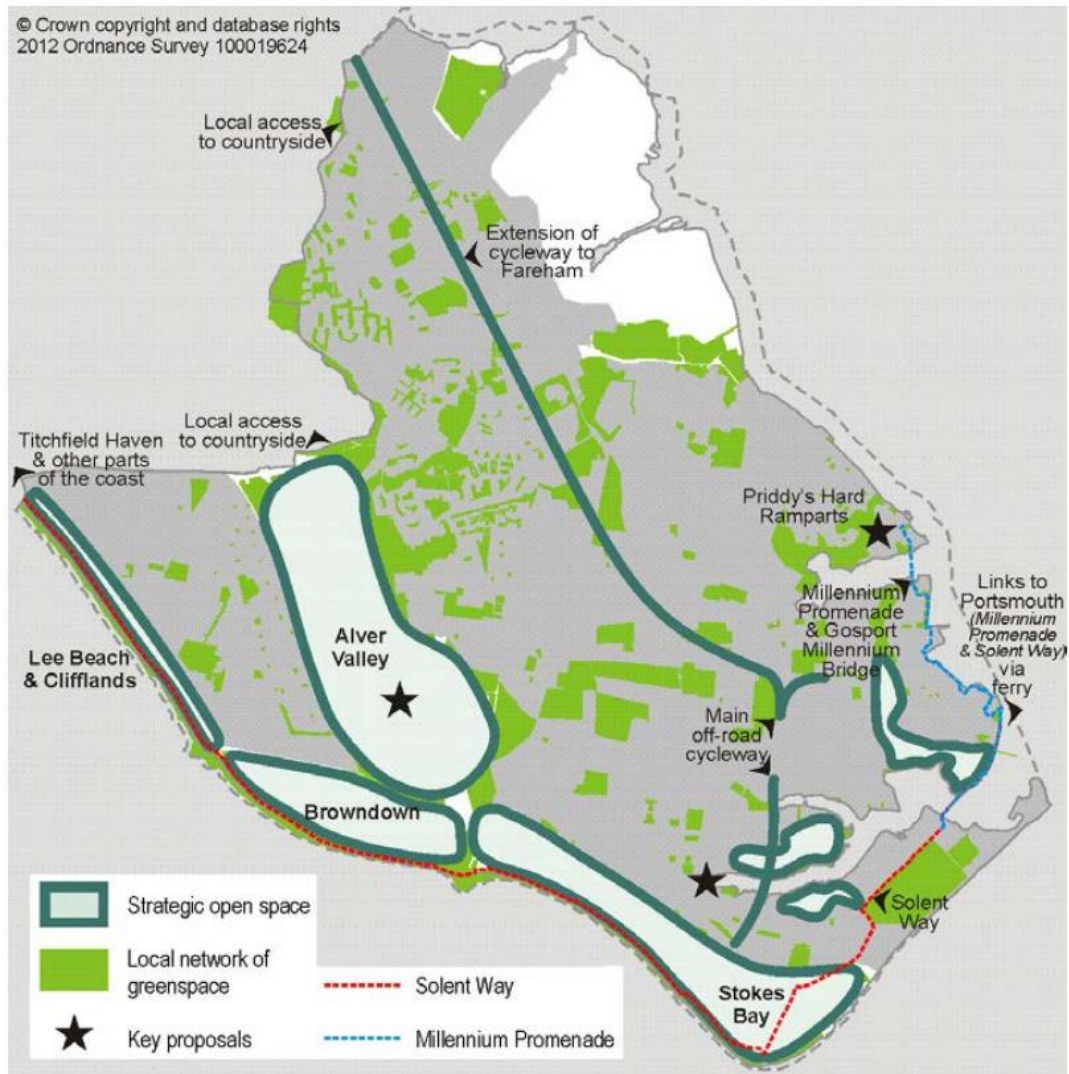 © Crown copyright and database rights
2012 Ordnance Survey 100019624
Local access
to countryside
Extension of
cycleway to
Fareham
Local access
to countryside
Titchfield Haven
& other parts
of the coast
Priddy's Hard
Ramparts
Millennium
Promenade
& Gosport
Millennium
Bridge
Links to
Portsmouth
(Millennium
Promenade
& Solent Way)
via
ferry
Alver
Valley
Lee Beach
& Clifflands
Main
off-road
cycleway
Browndown
Solent
Way
Stokes
Bay
Strategic open space
Local network of
greenspace
Key proposals
Solent Way
Millennium Promenade